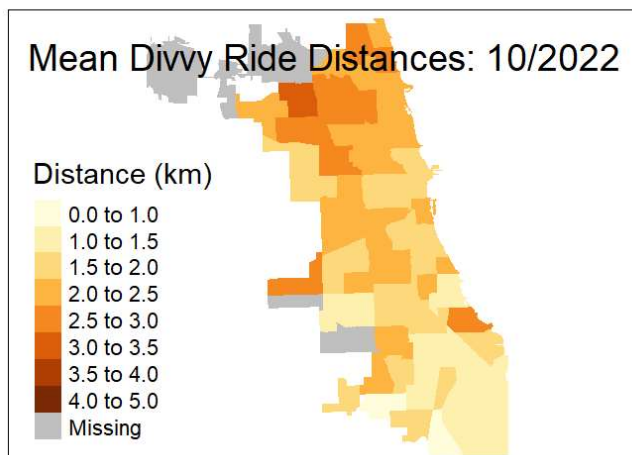 Mean Divvy Ride Distances: 10/2022
Distance (km)
0.0 to 1.0
1.0 to 1.5
1.5 to 2.0
2.0 to 2.5
2.5 to 3.0
3.0 to 3.5
3.5 to 4.0
4.0 to 5.0
Missing